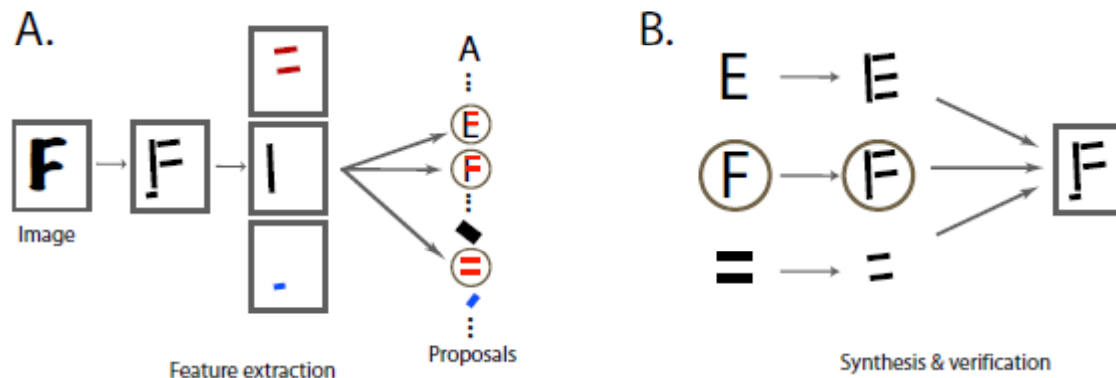 A.
F
Image
Feature extraction
A
E
F
=
Proposals
B.
E
E
F
F
F
=
=
Synthesis & verification